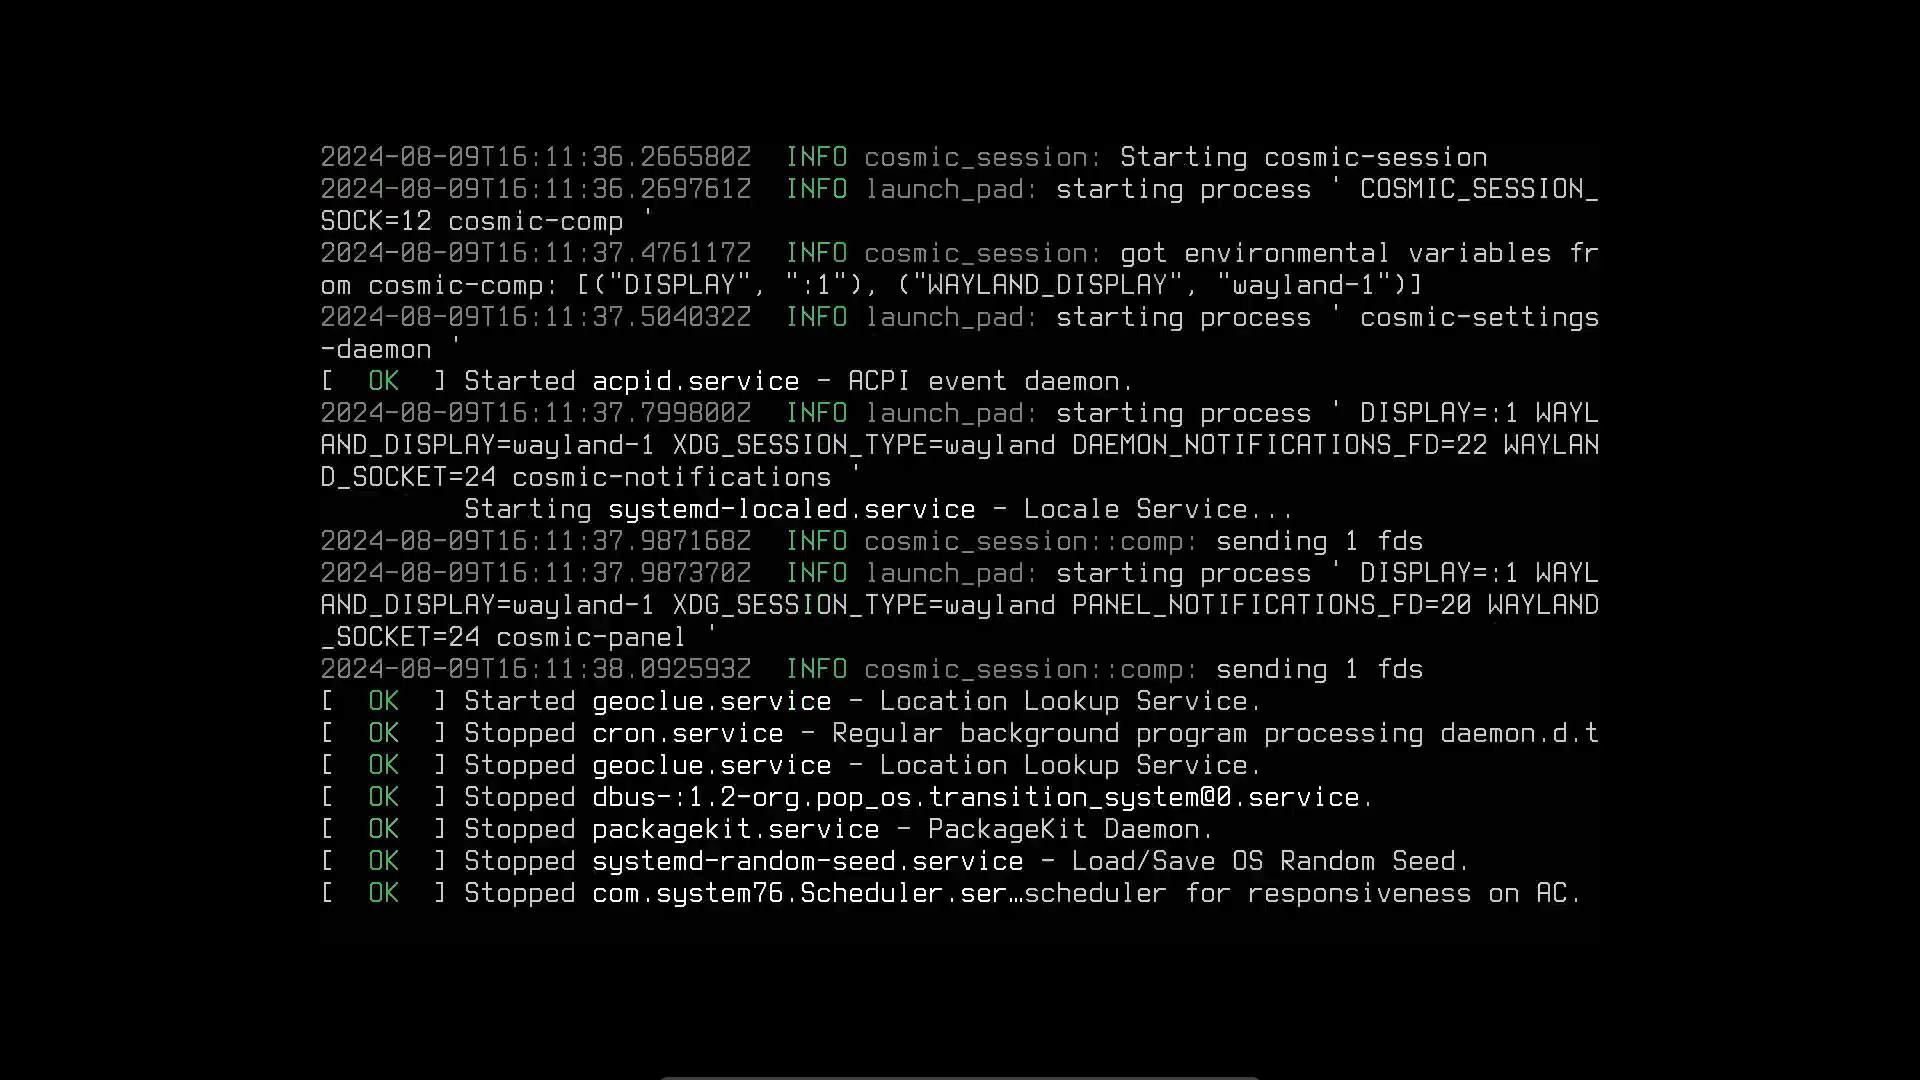 2024-08-09T16:11:36.266580Z  INFO cosmic_session: Starting cosmic-session
2024-08-09T16:11:36.269761Z  INFO launch_pad: starting process ' COSMIC_SESSION_
SOCK=12 cosmic-comp '
2024-08-09T16:11:37.476117Z  INFO cosmic_session: got environmental variables fr
om cosmic-comp: [("DISPLAY", ":1"), ("WAYLAND_DISPLAY", "wayland-1")]
2024-08-09T16:11:37.504032Z  INFO launch_pad: starting process ' cosmic-settings
-daemon '
[  OK  ] Started acpid.service - ACPI event daemon.
2024-08-09T16:11:37.799800Z  INFO launch_pad: starting process ' DISPLAY=:1 WAYL
AND_DISPLAY=wayland-1 XDG_SESSION_TYPE=wayland DAEMON_NOTIFICATIONS_FD=22 WAYLAN
D_SOCKET=24 cosmic-notifications '
         Starting systemd-localed.service - Locale Service...
2024-08-09T16:11:37.987168Z  INFO cosmic_session::comp: sending 1 fds
2024-08-09T16:11:37.987370Z  INFO launch_pad: starting process ' DISPLAY=:1 WAYL
AND_DISPLAY=wayland-1 XDG_SESSION_TYPE=wayland PANEL_NOTIFICATIONS_FD=20 WAYLAND
_SOCKET=24 cosmic-panel '
2024-08-09T16:11:38.092593Z  INFO cosmic_session::comp: sending 1 fds
[  OK  ] Started geoclue.service - Location Lookup Service.
[  OK  ] Stopped cron.service - Regular background program processing daemon.d.t
[  OK  ] Stopped geoclue.service - Location Lookup Service.
[  OK  ] Stopped dbus-:1.2-org.pop_os.transition_system@0.service.
[  OK  ] Stopped packagekit.service - PackageKit Daemon.
[  OK  ] Stopped systemd-random-seed.service - Load/Save OS Random Seed.
[  OK  ] Stopped com.system76.Scheduler.ser…scheduler for responsiveness on AC.